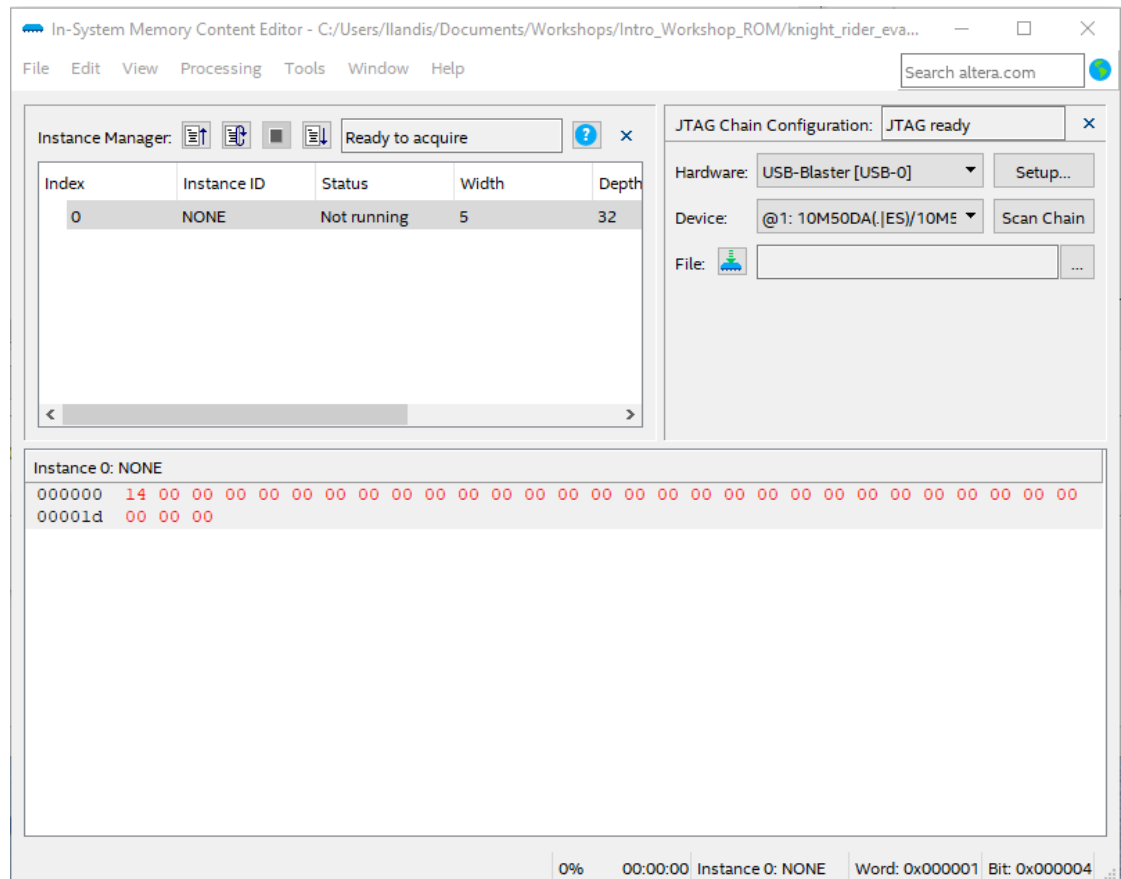 In-System Memory Content Editor - C:/Users/llandis/Documents/Workshops/Intro_Workshop_ROM/knight_rider_eva...
File Edit View Processing Tools Window Help
Search altera.com
Instance Manager: Ready to acquire
Index Instance ID Status Width Depth
0 NONE Not running 5 32
JTAG Chain Configuration: JTAG ready
Hardware: USB-Blaster [USB-0] Setup...
Device: @1: 10M50DA(.|ES)/10M5 Scan Chain
File: ...
Instance 0: NONE
000000 14 00 00 00 00 00 00 00 00 00 00 00 00 00 00 00 00 00 00 00 00 00 00 00 00 00 00 00 00
00001d 00 00 00
0% 00:00:00 Instance 0: NONE Word: 0x000001 Bit: 0x000004